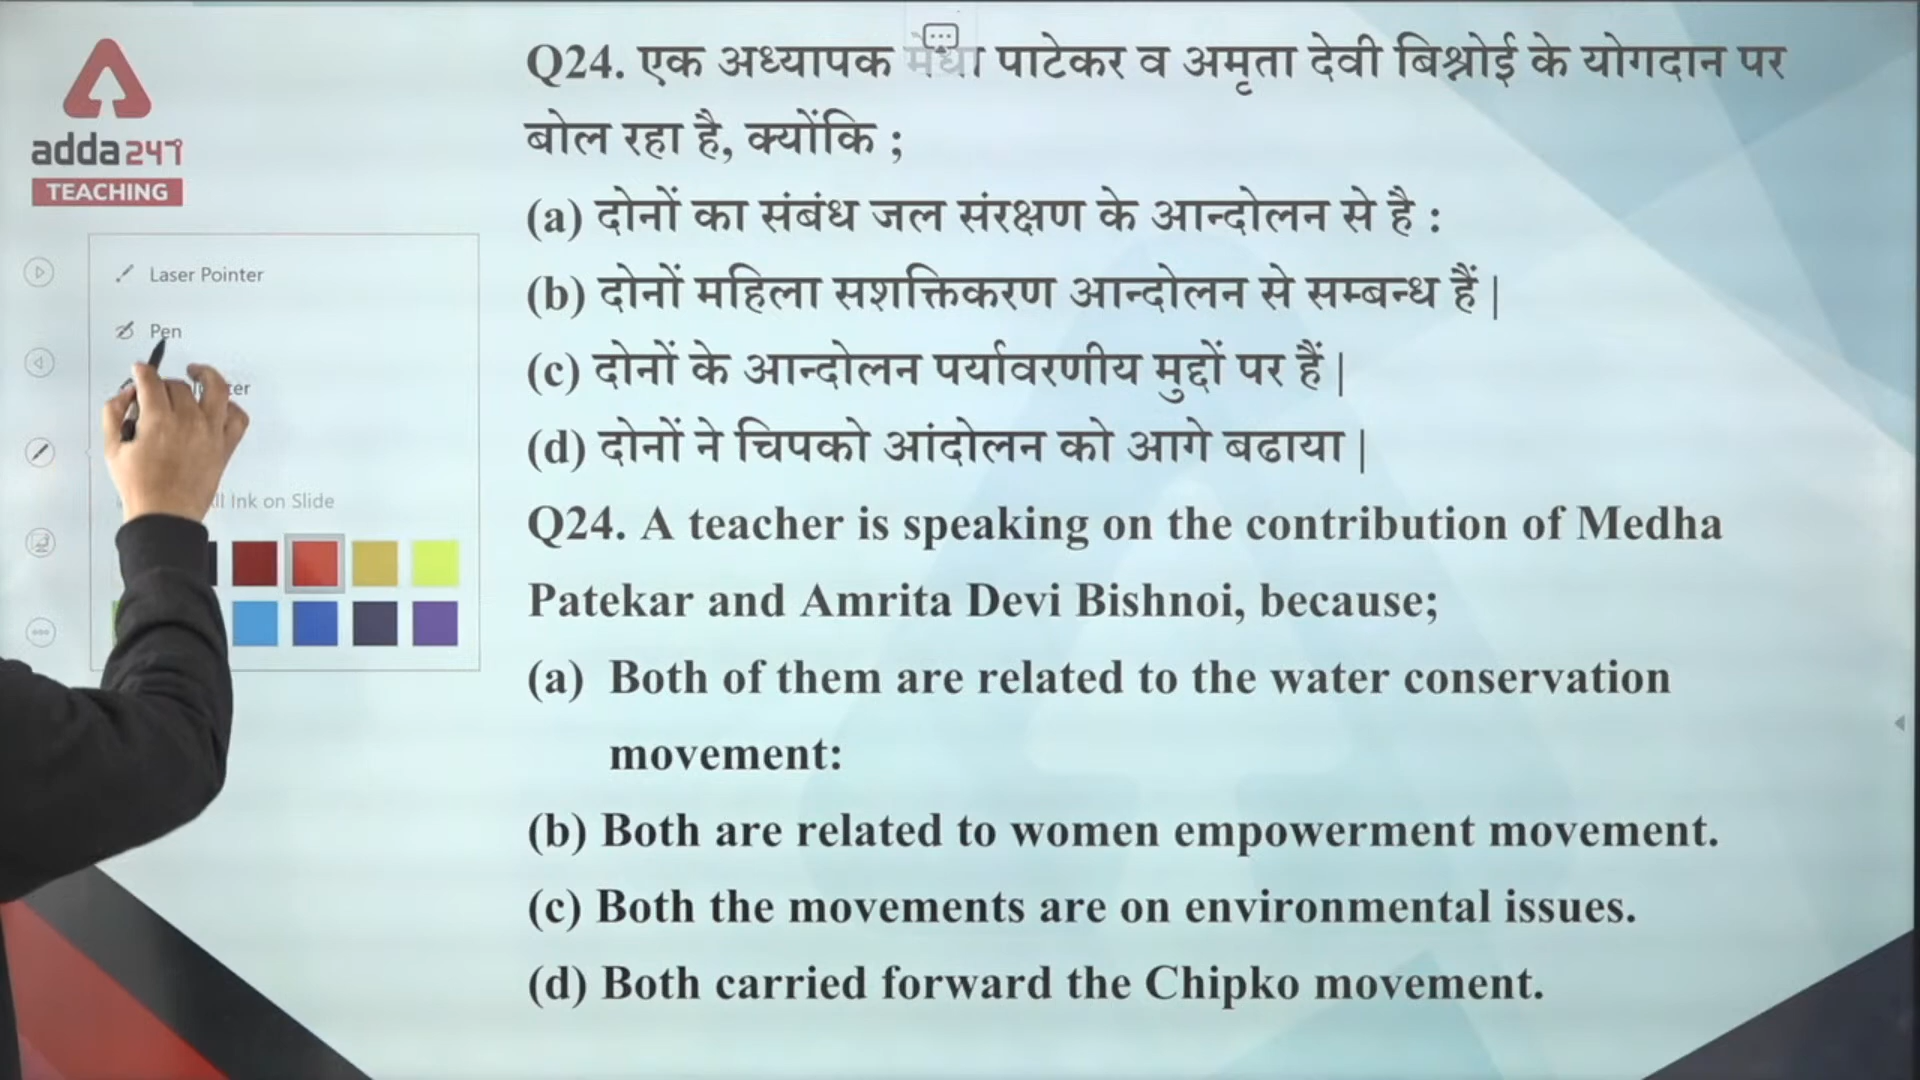 adda247
TEACHING
Laser Pointer
Pen
Ink on Slide
Q24. एक अध्यापक मेधा पाटेकर व अमृता देवी बिश्नोई के योगदान पर
बोल रहा है, क्योंकि ;
(a) दोनों का संबंध जल संरक्षण के आन्दोलन से है :
(b) दोनों महिला सशक्तिकरण आन्दोलन से सम्बन्ध हैं |
(c) दोनों के आन्दोलन पर्यावरणीय मुद्दों पर हैं |
(d) दोनों ने चिपको आंदोलन को आगे बढाया |
Q24. A teacher is speaking on the contribution of Medha
Patekar and Amrita Devi Bishnoi, because;
(a) Both of them are related to the water conservation
movement:
(b) Both are related to women empowerment movement.
(c) Both the movements are on environmental issues.
(d) Both carried forward the Chipko movement.